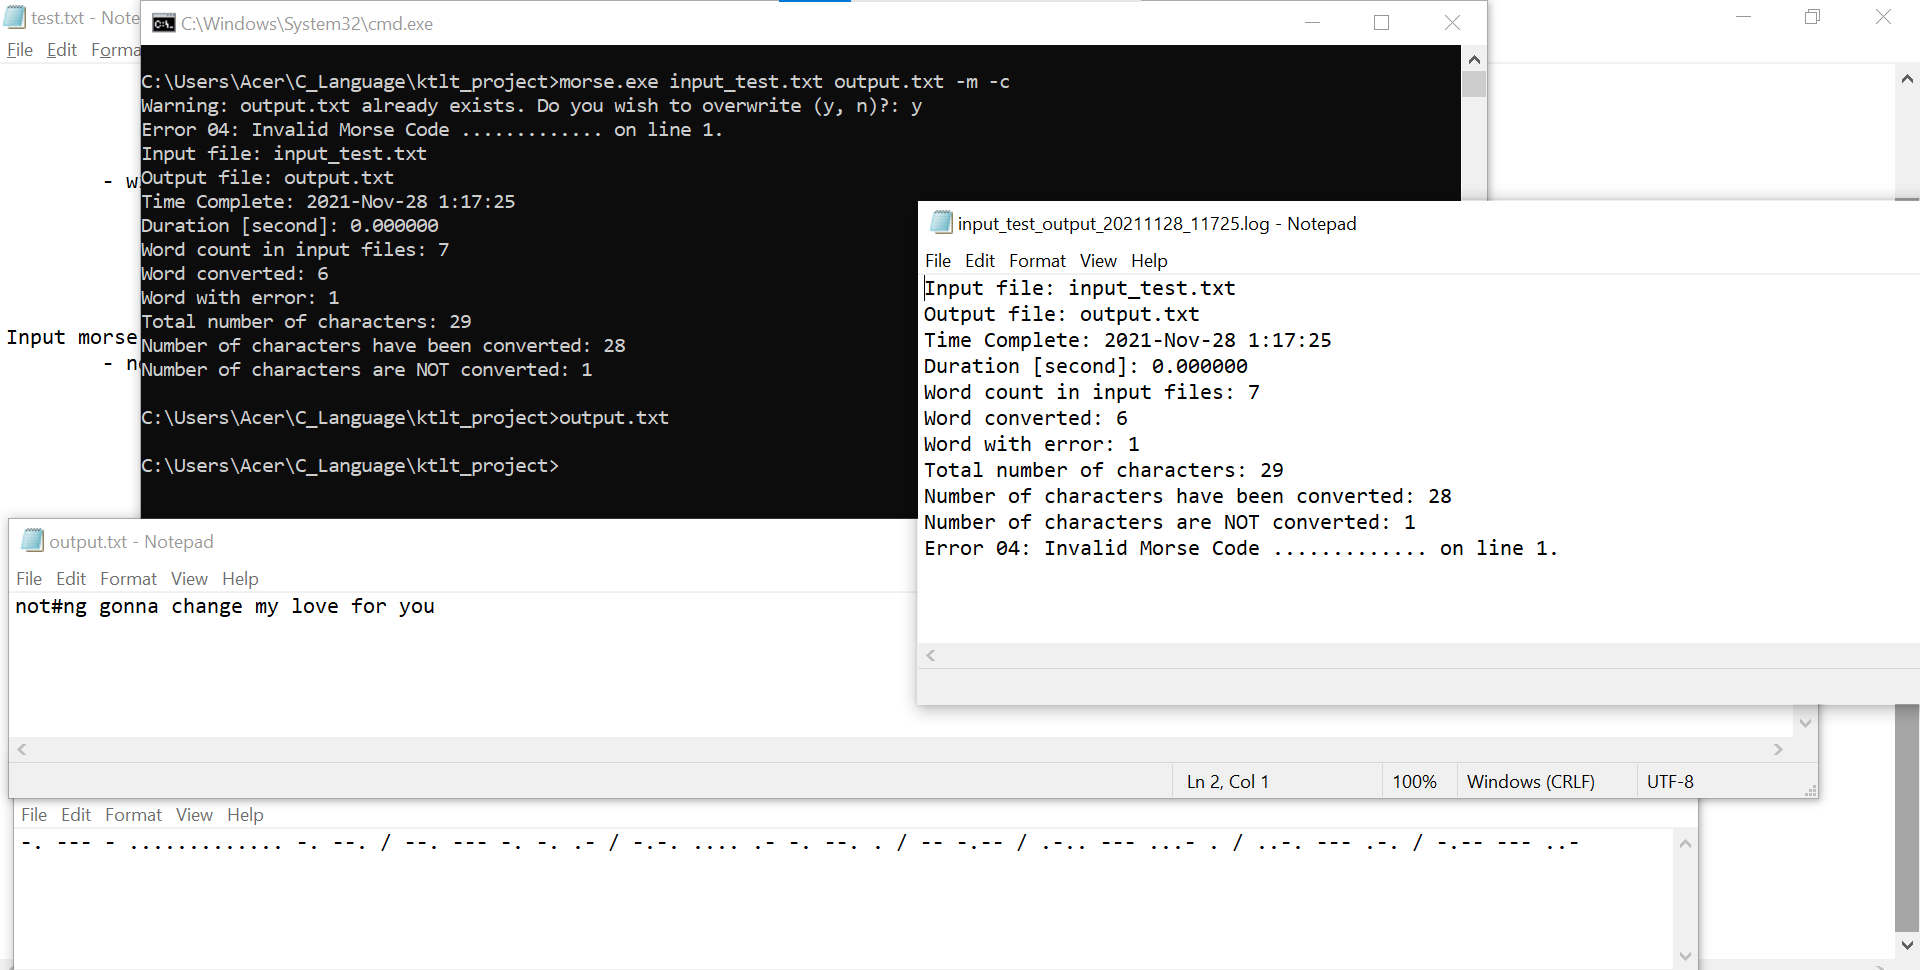 test.txt - Note
File Edit Forma
- w
Input morse
- n
C:\Windows\System32\cmd.exe
C:\Users\Acer\C_Language\ktlt_project>morse.exe input_test.txt output.txt -m -c
Warning: output.txt already exists. Do you wish to overwrite (y, n)?: y
Error 04: Invalid Morse Code ............. on line 1.
Input file: input_test.txt
Output file: output.txt
Time Complete: 2021-Nov-28 1:17:25
Duration [second]: 0.000000
Word count in input files: 7
Word converted: 6
Word with error: 1
Total number of characters: 29
Number of characters have been converted: 28
Number of characters are NOT converted: 1
C:\Users\Acer\C_Language\ktlt_project>output.txt
C:\Users\Acer\C_Language\ktlt_project>
input_test_output_20211128_11725.log - Notepad
File Edit Format View Help
Input file: input_test.txt
Output file: output.txt
Time Complete: 2021-Nov-28 1:17:25
Duration [second]: 0.000000
Word count in input files: 7
Word converted: 6
Word with error: 1
Total number of characters: 29
Number of characters have been converted: 28
Number of characters are NOT converted: 1
Error 04: Invalid Morse Code ............. on line 1.
output.txt - Notepad
File Edit Format View Help
not#ng gonna change my love for you
Ln 2, Col 1 100% Windows (CRLF) UTF-8
File Edit Format View Help
-. --- - ............. -. --. / --. --- -. -. .- / -.-. .... .- -. --. . / -- -.-- / .-.. --- ...- . / ..-. --- .-. / -.-- --- ..-